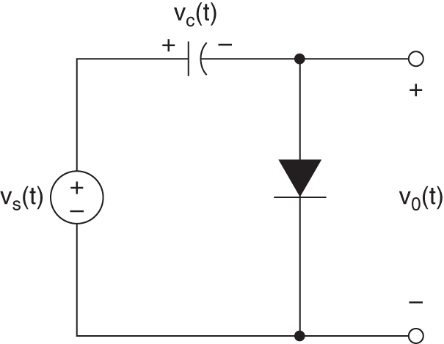 v_c(t)
+ −
+
v_s(t) + −
v_0(t)
−